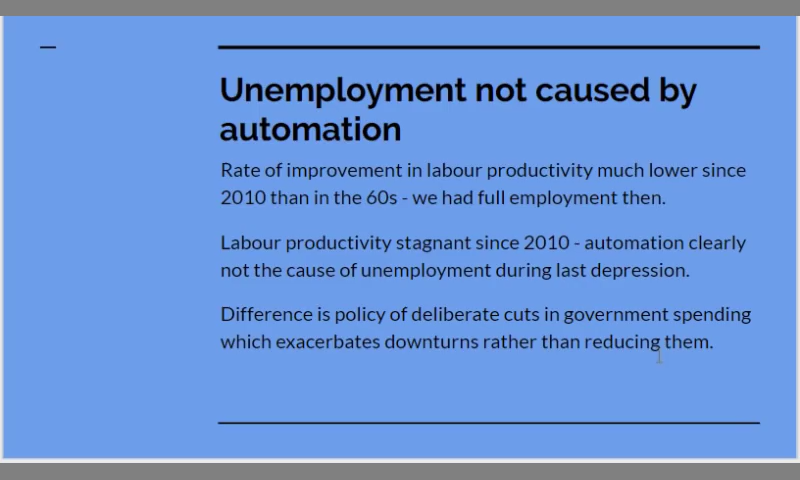 Unemployment not caused by
automation
Rate of improvement in labour productivity much lower since
2010 than in the 60s - we had full employment then.
Labour productivity stagnant since 2010 - automation clearly
not the cause of unemployment during last depression.
Difference is policy of deliberate cuts in government spending
which exacerbates downturns rather than reducing them.